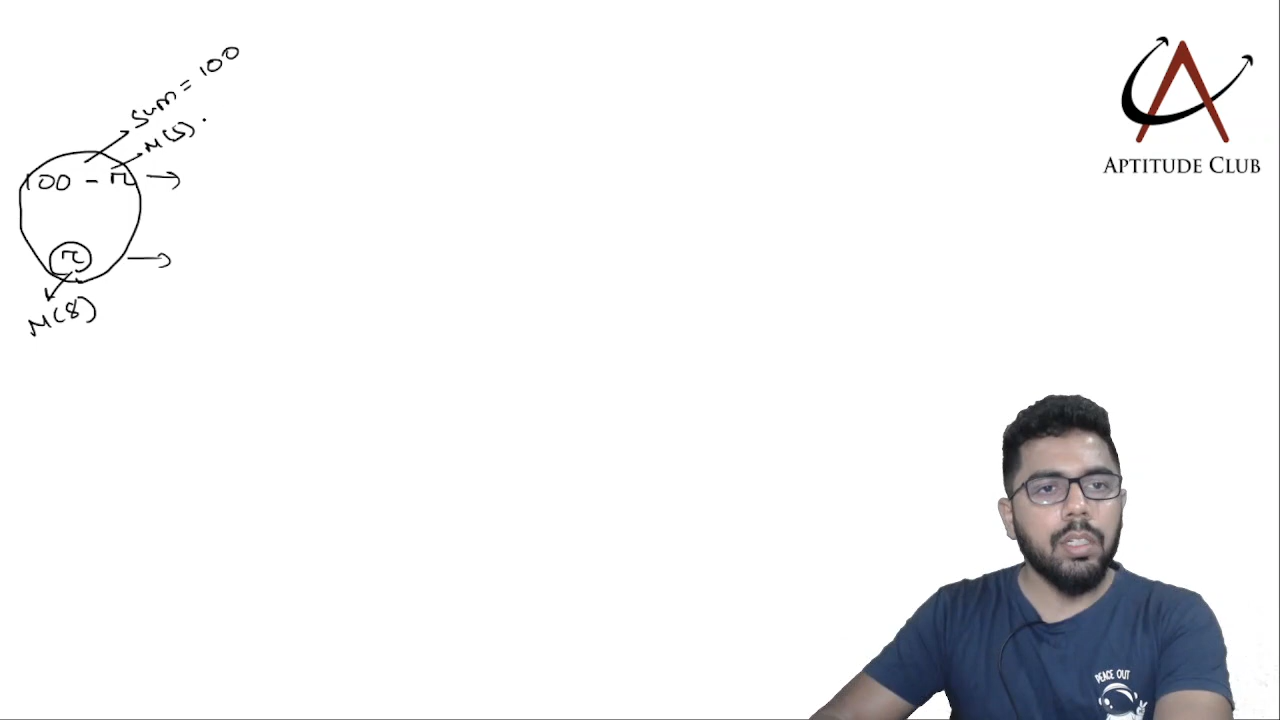 Sum = 100
M(5).
100 - x
x
M(8)
APTITUDE CLUB
PEACE OUT